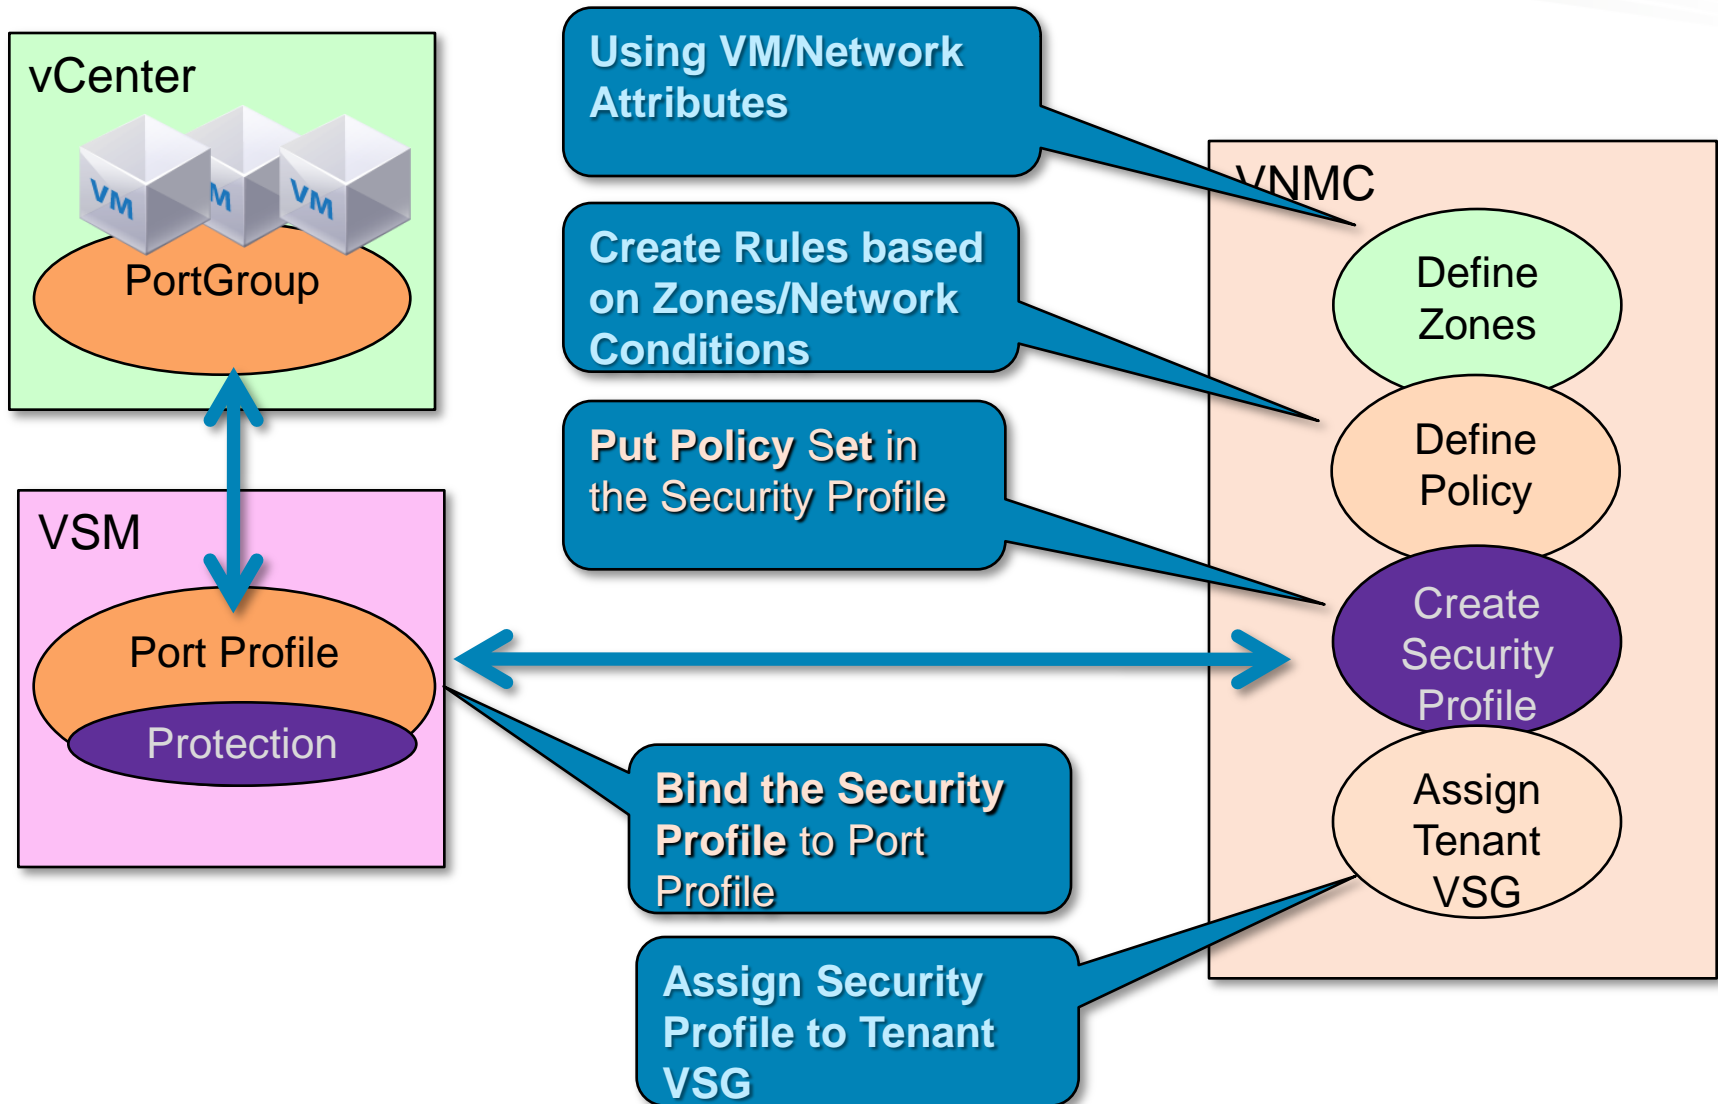 vCenter
VM
VM
VM
PortGroup
VSM
Port Profile
Protection
Using VM/Network
Attributes
Create Rules based
on Zones/Network
Conditions
Put Policy Set in
the Security Profile
Bind the Security
Profile to Port
Profile
Assign Security
Profile to Tenant
VSG
VNMC
Define
Zones
Define
Policy
Create
Security
Profile
Assign
Tenant
VSG